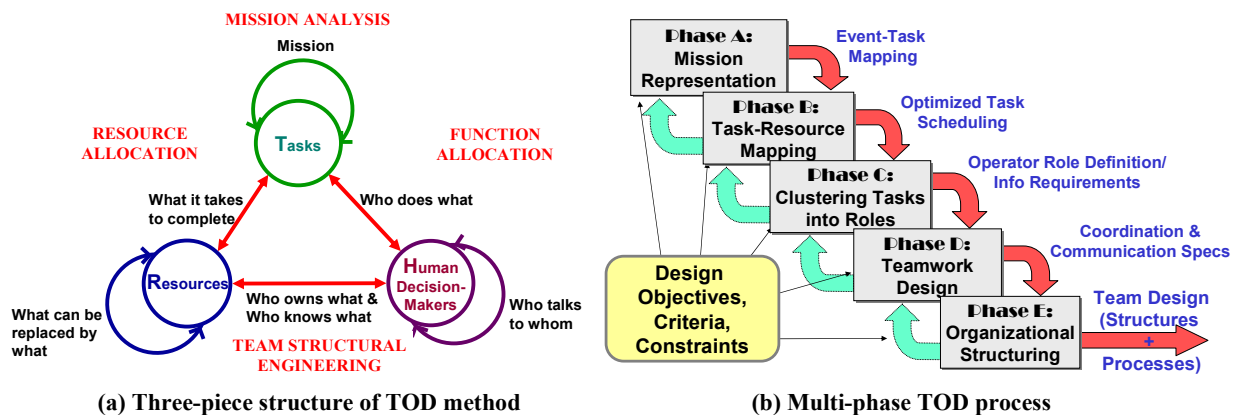 MISSION ANALYSIS
Mission
Tasks
RESOURCE
ALLOCATION
FUNCTION
ALLOCATION
What it takes
to complete
Who does what
Resources
Human
Decision-
Makers
Who owns what &
Who knows what
What can be
replaced by
what
Who talks
to whom
TEAM STRUCTURAL
ENGINEERING
(a) Three-piece structure of TOD method
Phase A:
Mission
Representation
Event-Task
Mapping
Phase B:
Task-Resource
Mapping
Optimized Task
Scheduling
Phase C:
Clustering Tasks
into Roles
Operator Role Definition/
Info Requirements
Phase D:
Teamwork
Design
Coordination &
Communication Specs
Design
Objectives,
Criteria,
Constraints
Phase E:
Organizational
Structuring
Team Design
(Structures
+
Processes)
(b) Multi-phase TOD process